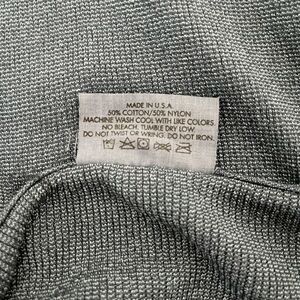 MADE IN U.S.A
50% COTTON/50% NYLON
MACHINE WASH COOL WITH LIKE COLORS
NO BLEACH. TUMBLE DRY LOW
DO NOT TWIST OR WRING. DO NOT IRON.